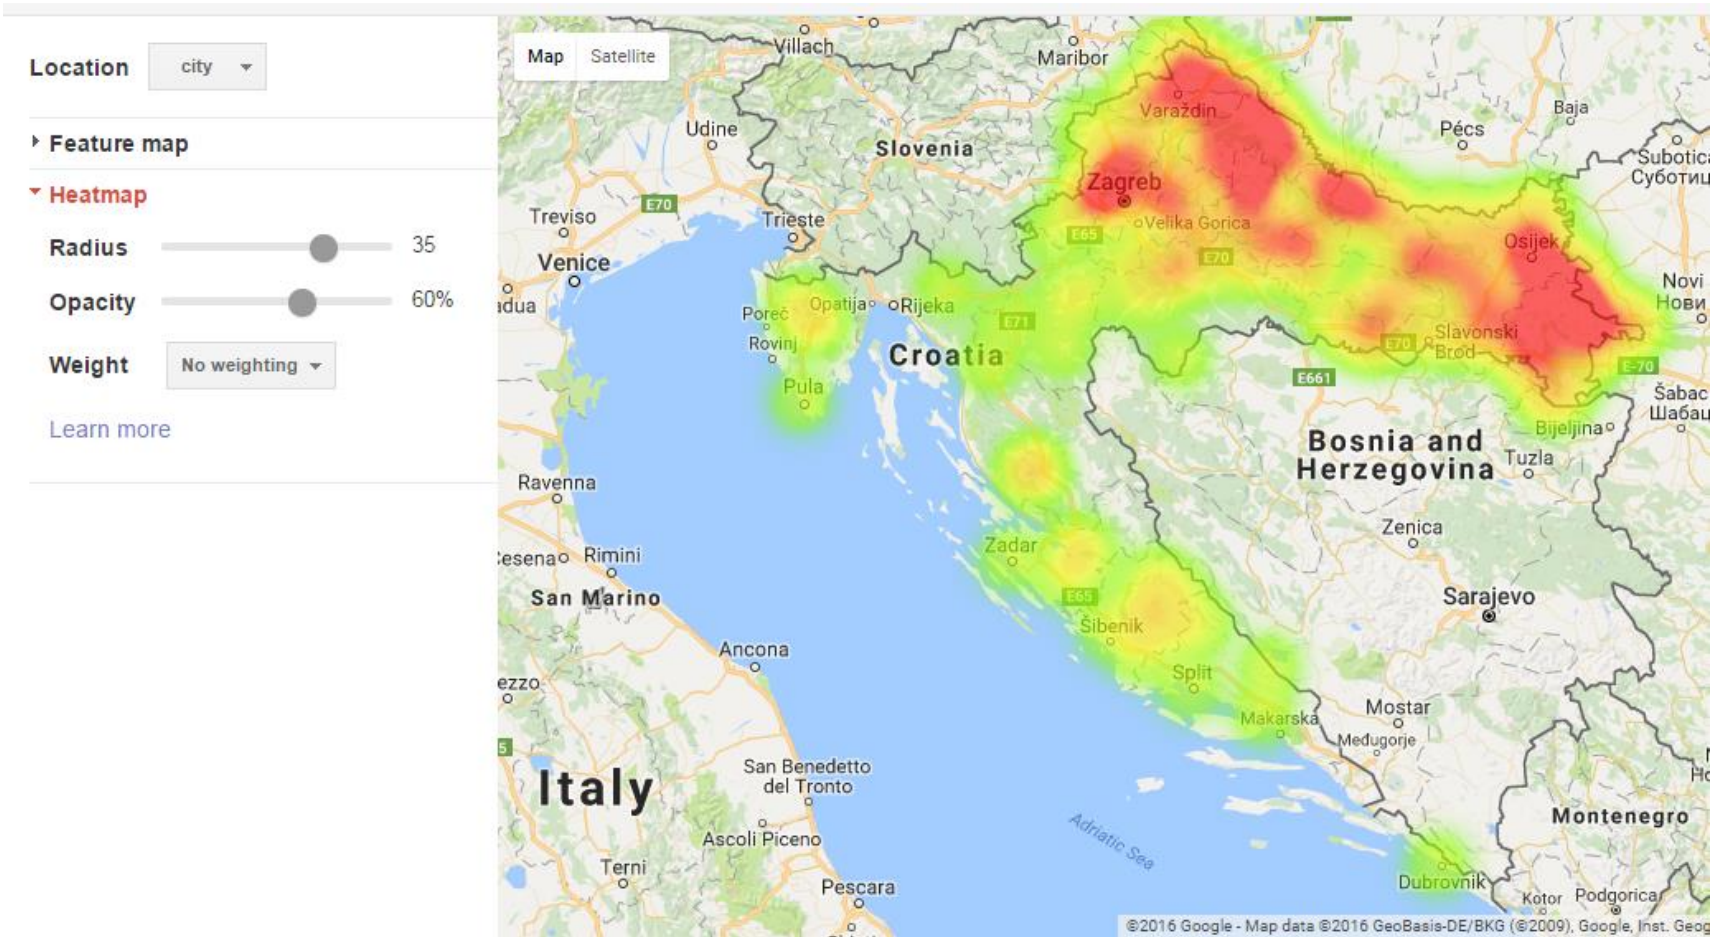 Location
city
Feature map
Heatmap
Radius
35
Opacity
60%
Weight
No weighting
Learn more
Map
Satellite
Villach
Maribor
Udine
Slovenia
Varaždin
Pécs
Baja
Subotica
Суботиц
E70
Treviso
Trieste
Zagreb
Velika Gorica
E65
E70
Osijek
Venice
adua
Novi
Нови
Poreč
Opatija
Rijeka
E71
Rovinj
Croatia
Slavonski
Brod
E70
E661
E-70
Pula
Šabac
Шабац
Bijeljina
Bosnia and
Herzegovina
Tuzla
Ravenna
Zenica
Cesena
Rimini
Zadar
San Marino
E65
Sarajevo
Šibenik
Ancona
Split
ezzo
Makarska
Mostar
Međugorje
5
Italy
San Benedetto
del Tronto
Adriatic Sea
Montenegro
Ascoli Piceno
Terni
Pescara
Dubrovnik
Kotor
Podgorica
©2016 Google - Map data ©2016 GeoBasis-DE/BKG (©2009), Google, Inst. Geog